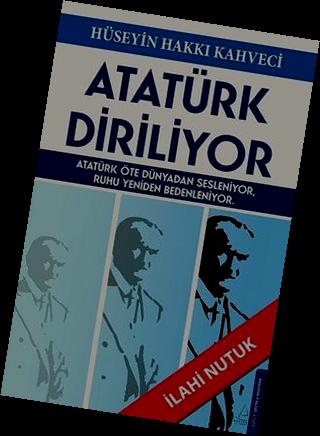 HÜSEYİN HAKKI KAHVECİ
ATATÜRK
DİRİLİYOR
ATATÜRK ÖTE DÜNYADAN SESLENİYOR,
RUHU YENİDEN BEDENLENİYOR.
İLAHİ NUTUK